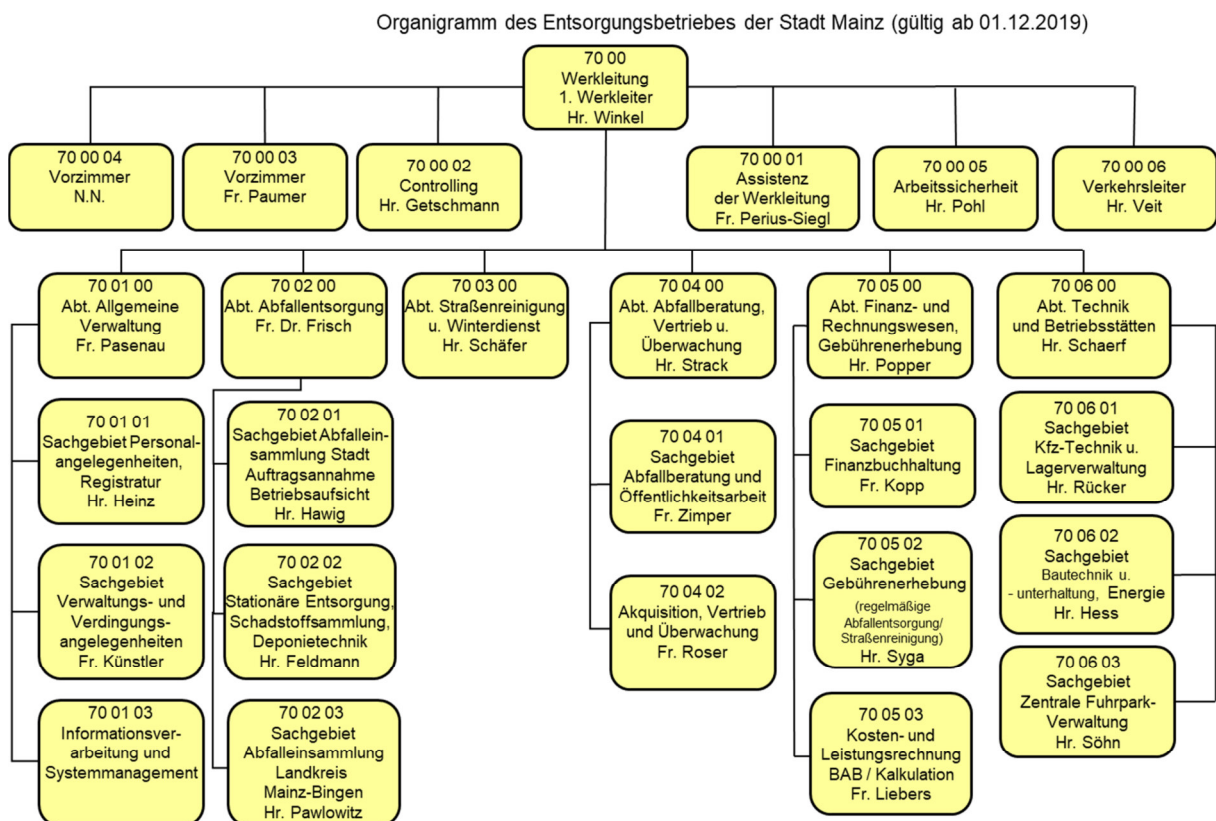 Organigramm des Entsorgungsbetriebes der Stadt Mainz (gültig ab 01.12.2019)
70 00
Werkleitung
1. Werkleiter
Hr. Winkel
70 00 04
Vorzimmer
N.N.
70 00 03
Vorzimmer
Fr. Paumer
70 00 02
Controlling
Hr. Getschmann
70 00 01
Assistenz
der Werkleitung
Fr. Perius-Siegl
70 00 05
Arbeitssicherheit
Hr. Pohl
70 00 06
Verkehrsleiter
Hr. Veit
70 01 00
Abt. Allgemeine
Verwaltung
Fr. Pasenau
70 02 00
Abt. Abfallentsorgung
Fr. Dr. Frisch
70 03 00
Abt. Straßenreinigung
u. Winterdienst
Hr. Schäfer
70 04 00
Abt. Abfallberatung,
Vertrieb u.
Überwachung
Hr. Strack
70 05 00
Abt. Finanz- und
Rechnungswesen,
Gebührenerhebung
Hr. Popper
70 06 00
Abt. Technik
und Betriebsstätten
Hr. Schaerf
70 01 01
Sachgebiet Personal-
angelegenheiten,
Registratur
Hr. Heinz
70 02 01
Sachgebiet Abfallein-
sammlung Stadt
Auftragsannahme
Betriebsaufsicht
Hr. Hawig
70 04 01
Sachgebiet
Abfallberatung und
Öffentlichkeitsarbeit
Fr. Zimper
70 05 01
Sachgebiet
Finanzbuchhaltung
Fr. Kopp
70 06 01
Sachgebiet
Kfz-Technik u.
Lagerverwaltung
Hr. Rücker
70 01 02
Sachgebiet
Verwaltungs- und
Verdingungs-
angelegenheiten
Fr. Künstler
70 02 02
Sachgebiet
Stationäre Entsorgung,
Schadstoffsammlung,
Deponietechnik
Hr. Feldmann
70 04 02
Akquisition, Vertrieb
und Überwachung
Fr. Roser
70 05 02
Sachgebiet
Gebührenerhebung
(regelmäßige
Abfallentsorgung/
Straßenreinigung)
Hr. Syga
70 06 02
Sachgebiet
Bautechnik u.
- unterhaltung, Energie
Hr. Hess
70 01 03
Informationsver-
arbeitung und
Systemmanagement
70 02 03
Sachgebiet
Abfalleinsammlung
Landkreis
Mainz-Bingen
Hr. Pawlowitz
70 05 03
Kosten- und
Leistungsrechnung
BAB / Kalkulation
Fr. Liebers
70 06 03
Sachgebiet
Zentrale Fuhrpark-
Verwaltung
Hr. Söhn